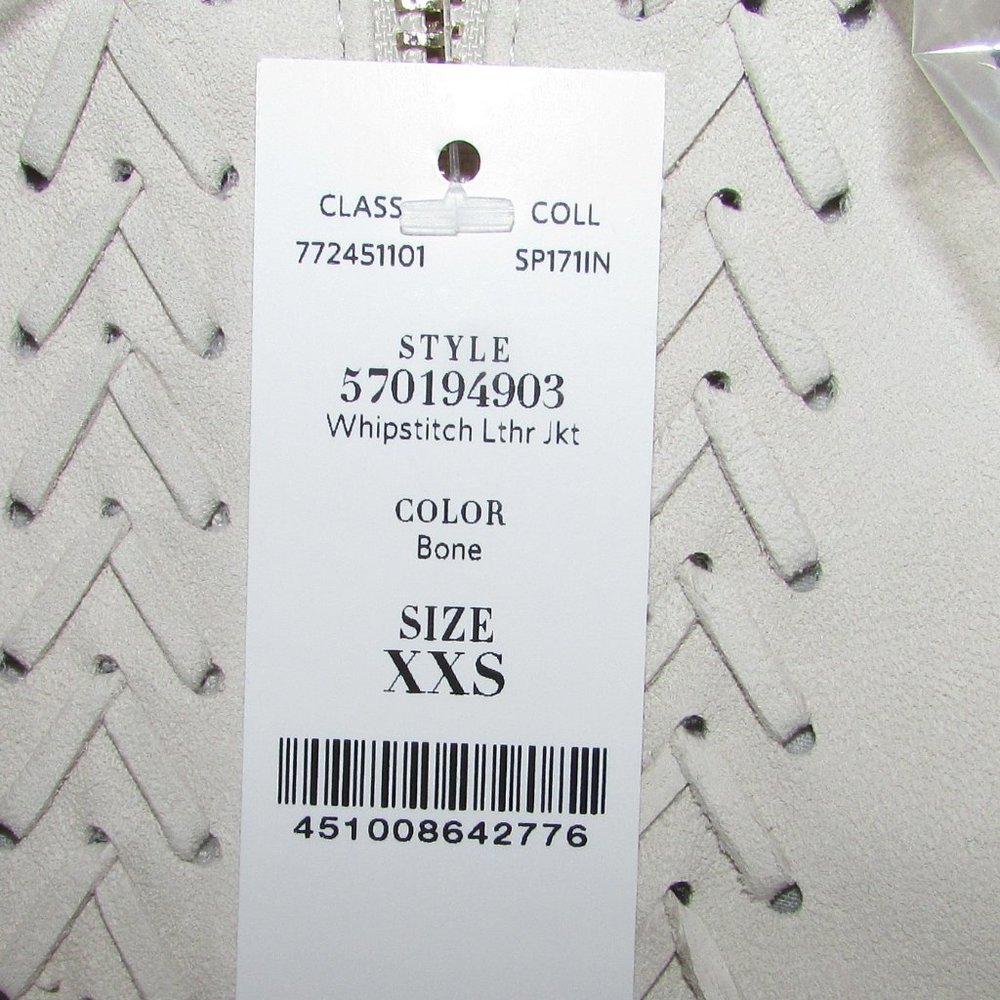 CLASS COLL
772451101 SP171IN
STYLE
570194903
Whipstitch Lthr Jkt
COLOR
Bone
SIZE
XXS
451008642776